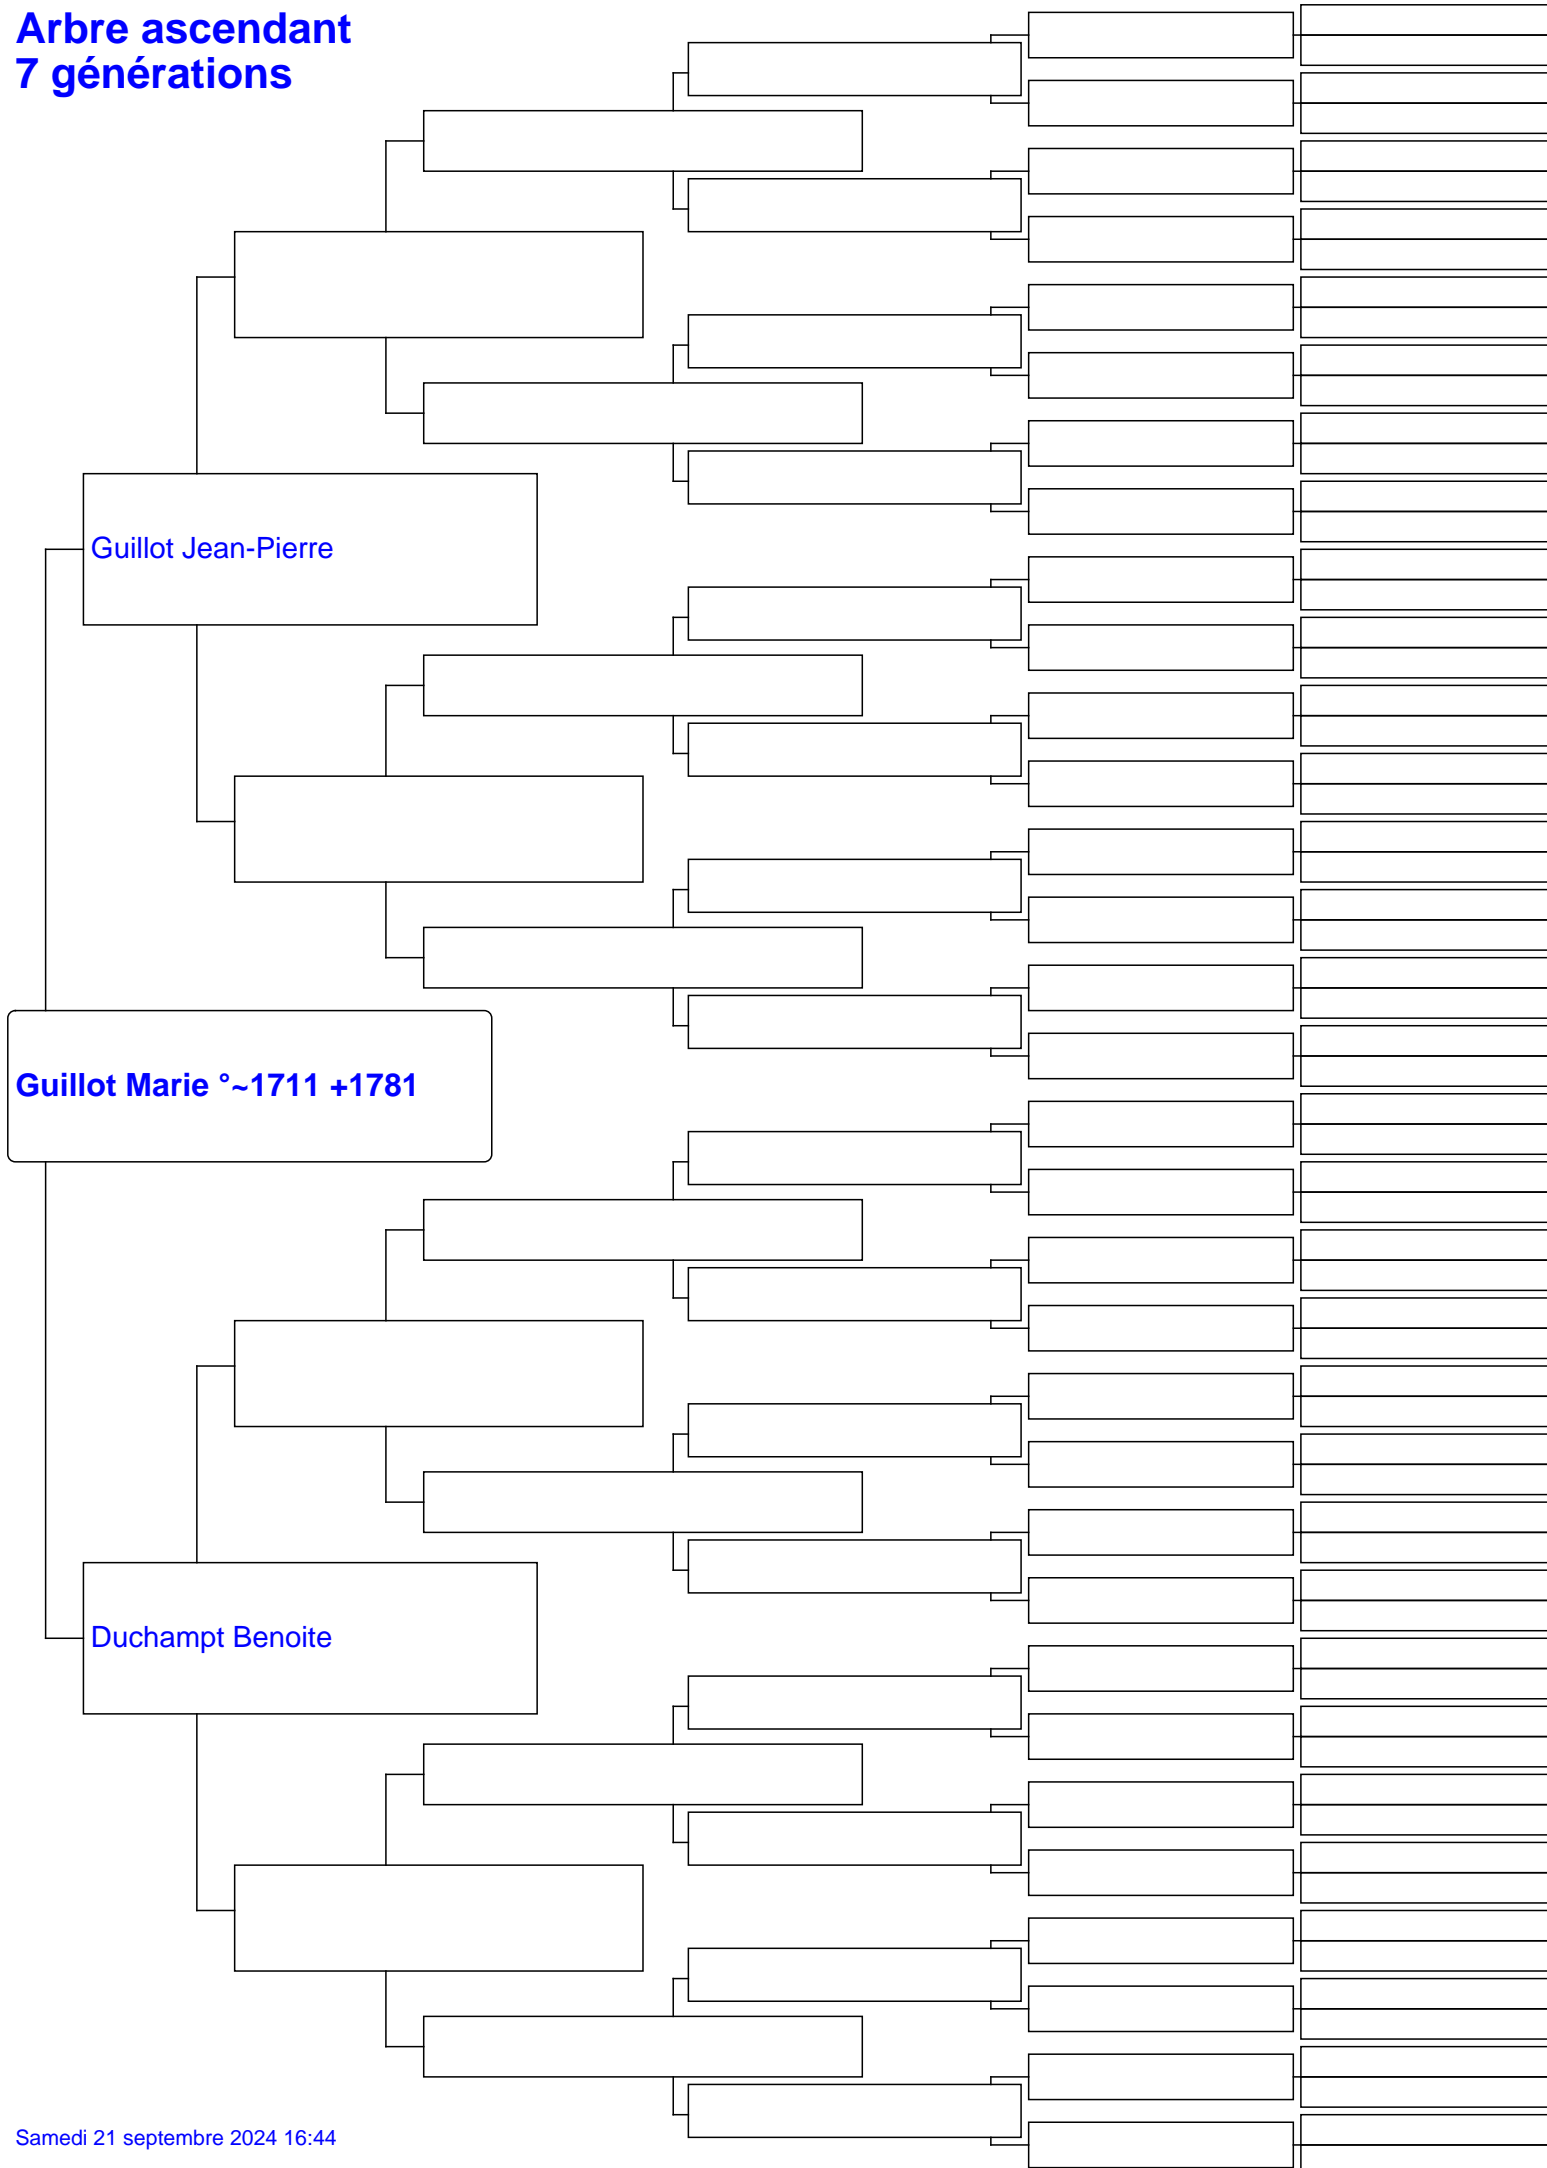 Arbre ascendant
7 générations
Guillot Jean-Pierre
Guillot Marie °~1711 +1781
Duchampt Benoite
Samedi 21 septembre 2024 16:44